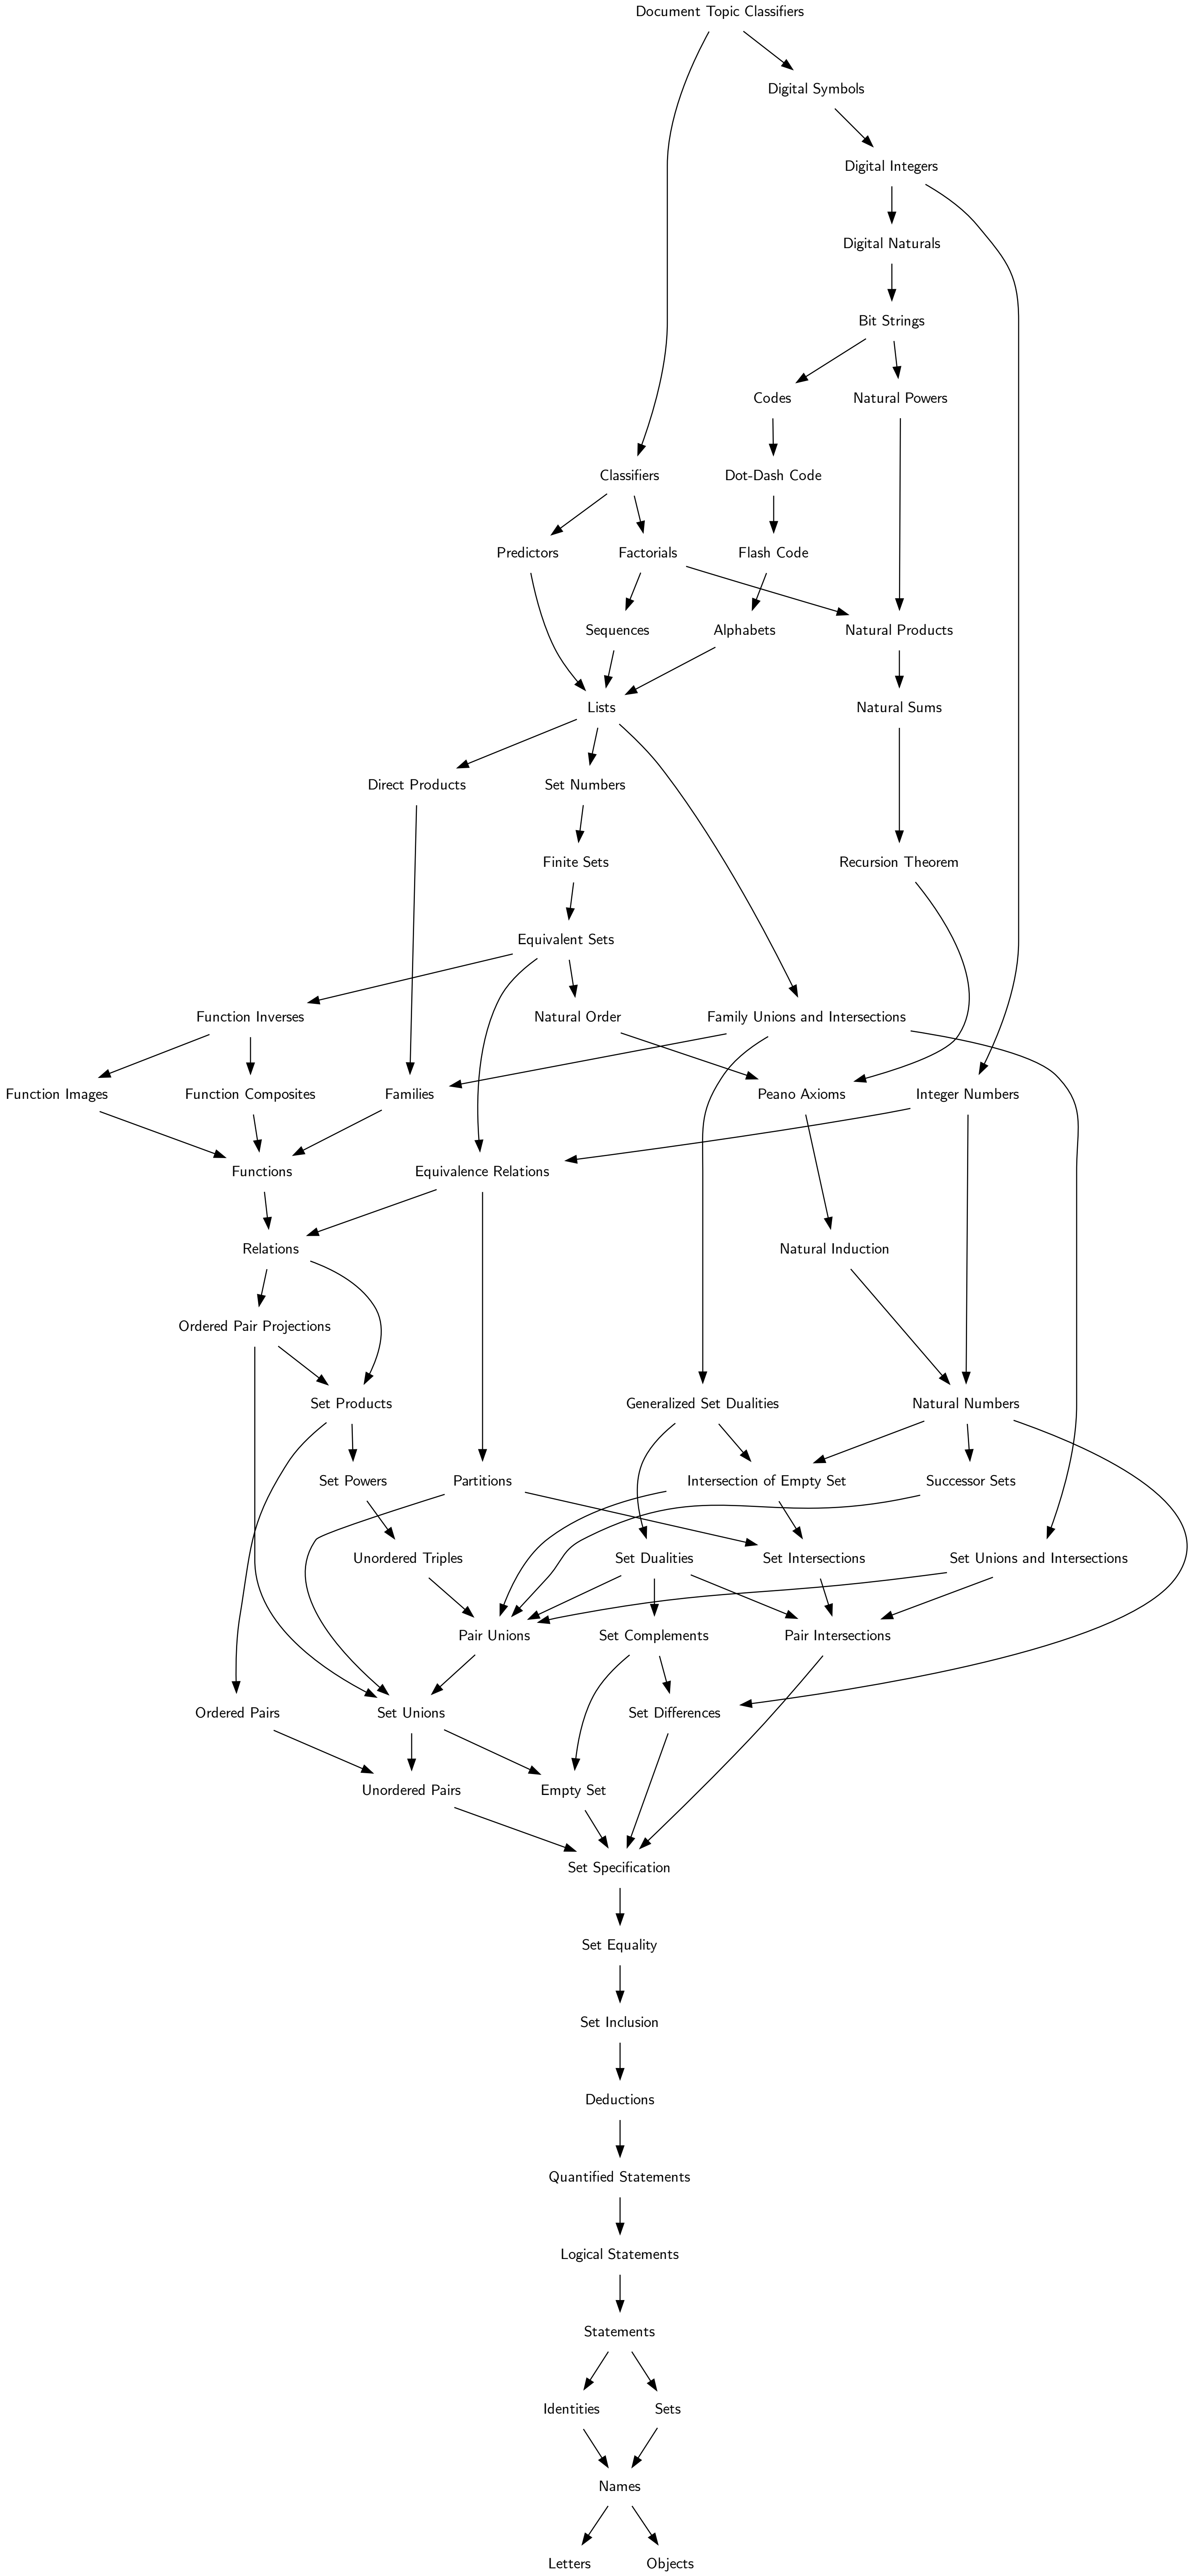 Document Topic Classifiers
Digital Symbols
Digital Integers
Digital Naturals
Bit Strings
Codes
Natural Powers
Classifiers
Dot-Dash Code
Predictors
Factorials
Flash Code
Sequences
Alphabets
Natural Products
Lists
Natural Sums
Direct Products
Set Numbers
Finite Sets
Recursion Theorem
Equivalent Sets
Function Inverses
Natural Order
Family Unions and Intersections
Function Images
Function Composites
Families
Peano Axioms
Integer Numbers
Functions
Equivalence Relations
Relations
Natural Induction
Ordered Pair Projections
Set Products
Generalized Set Dualities
Natural Numbers
Set Powers
Partitions
Intersection of Empty Set
Successor Sets
Unordered Triples
Set Dualities
Set Intersections
Set Unions and Intersections
Pair Unions
Set Complements
Pair Intersections
Ordered Pairs
Set Unions
Set Differences
Unordered Pairs
Empty Set
Set Specification
Set Equality
Set Inclusion
Deductions
Quantified Statements
Logical Statements
Statements
Identities
Sets
Names
Letters
Objects